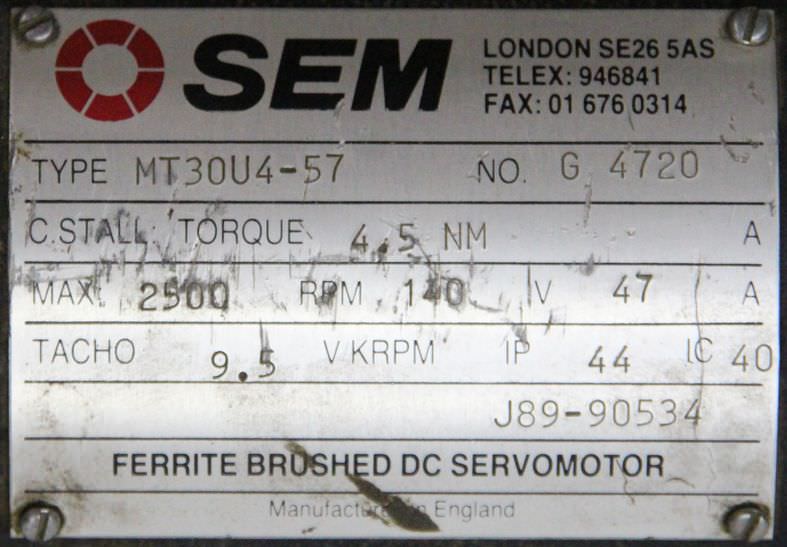 SEM
LONDON SE26 5AS
TELEX: 946841
FAX: 01 676 0314
TYPE MT30U4-57 NO. G 4720
C.STALL TORQUE 4.5 NM A
MAX. 2500 RPM 140 V 47 A
TACHO 9.5 V KRPM IP 44 IC 40
J89-90534
FERRITE BRUSHED DC SERVOMOTOR
Manufactured in England